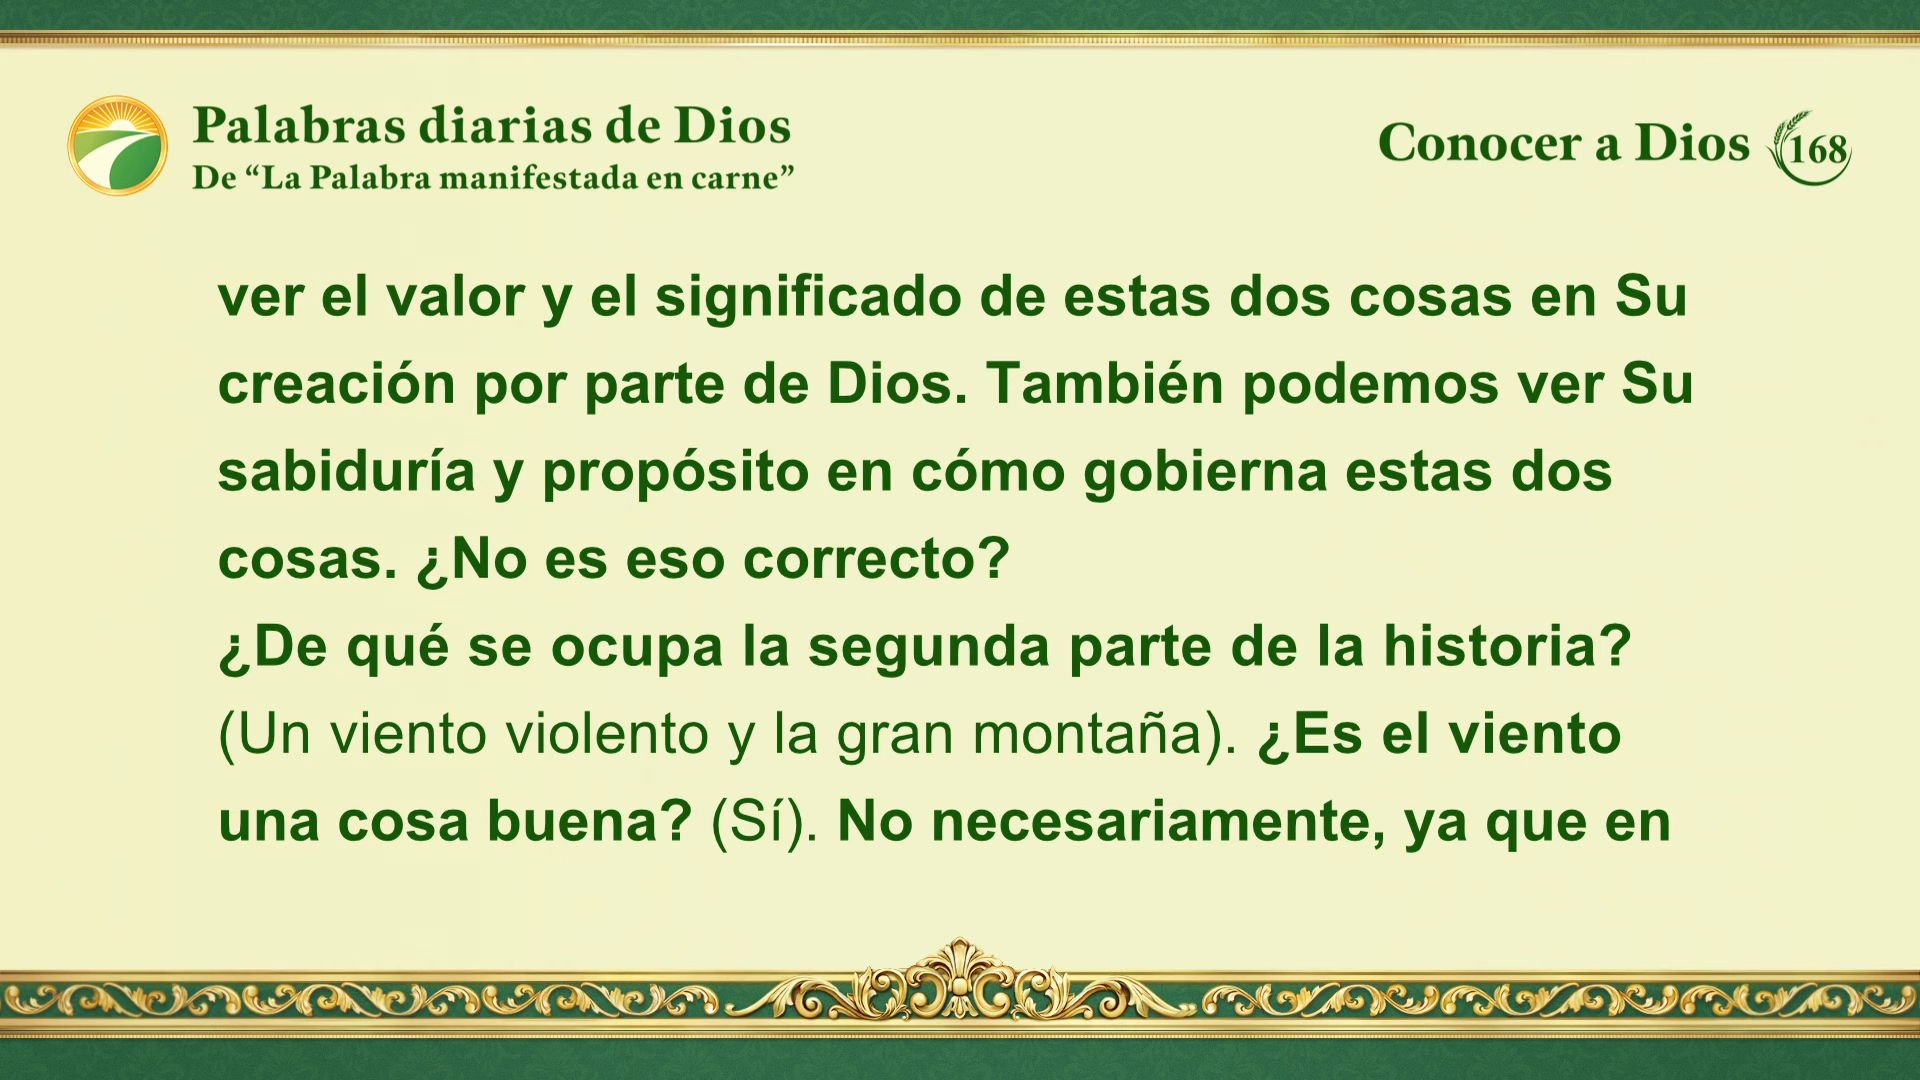 Palabras diarias de Dios
De “La Palabra manifestada en carne”
Conocer a Dios 168
ver el valor y el significado de estas dos cosas en Su
creación por parte de Dios. También podemos ver Su
sabiduría y propósito en cómo gobierna estas dos
cosas. ¿No es eso correcto?
¿De qué se ocupa la segunda parte de la historia?
(Un viento violento y la gran montaña). ¿Es el viento
una cosa buena? (Sí). No necesariamente, ya que en